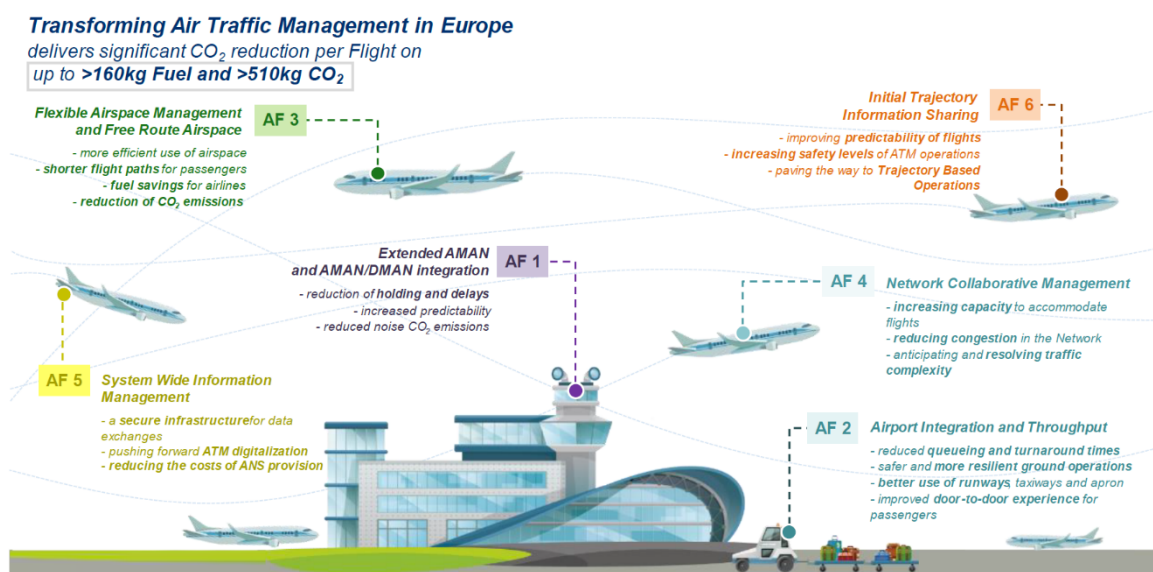 Transforming Air Traffic Management in Europe
delivers significant CO₂ reduction per Flight on
up to >160kg Fuel and >510kg CO₂
Flexible Airspace Management
and Free Route Airspace
AF 3
- more efficient use of airspace
- shorter flight paths for passengers
- fuel savings for airlines
- reduction of CO₂ emissions
Initial Trajectory
Information Sharing
AF 6
- improving predictability of flights
- increasing safety levels of ATM operations
- paving the way to Trajectory Based
Operations
Extended AMAN
and AMAN/DMAN integration
AF 1
- reduction of holding and delays
- increased predictability
- reduced noise CO₂ emissions
AF 4
Network Collaborative Management
- increasing capacity to accommodate
flights
- reducing congestion in the Network
- anticipating and resolving traffic
complexity
AF 5
System Wide Information
Management
- a secure infrastructurefor data
exchanges
- pushing forward ATM digitalization
- reducing the costs of ANS provision
AF 2
Airport Integration and Throughput
- reduced queueing and turnaround times
- safer and more resilient ground operations
- better use of runways, taxiways and apron
- improved door-to-door experience for
passengers